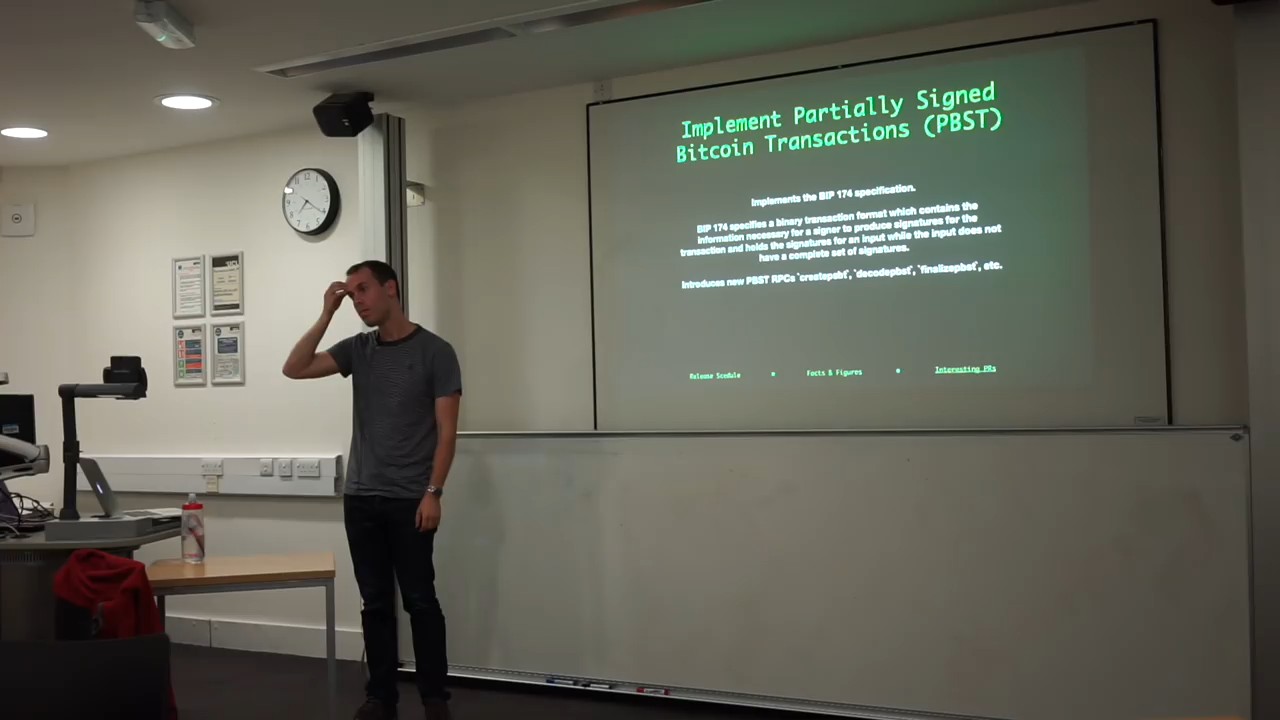 Implement Partially Signed
Bitcoin Transactions (PBST)
Implements the BIP 174 specification.
BIP 174 specifies a binary transaction format which contains the
information necessary for a signer to produce signatures for the
transaction and holds the signatures for an input while the input does not
have a complete set of signatures.
Introduces new PBST RPCs `createpsbt`, `decodepbst`, `finalizepbst`, etc.
Release Scedule • Facts & Figures • Interesting PRs